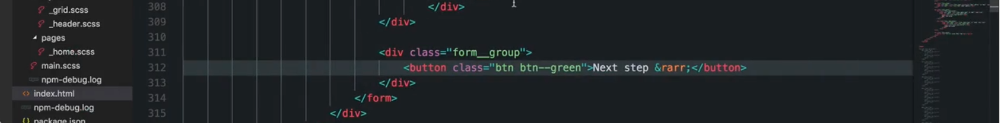 _grid.scss
_header.scss
pages
_home.scss
main.scss
npm-debug.log
index.html
npm-debug.log
package.json
308 </div>
309 </div>
310
311 <div class="form__group">
312 <button class="btn btn--green">Next step &rarr;</button>
313 </div>
314 </form>
315 </div>